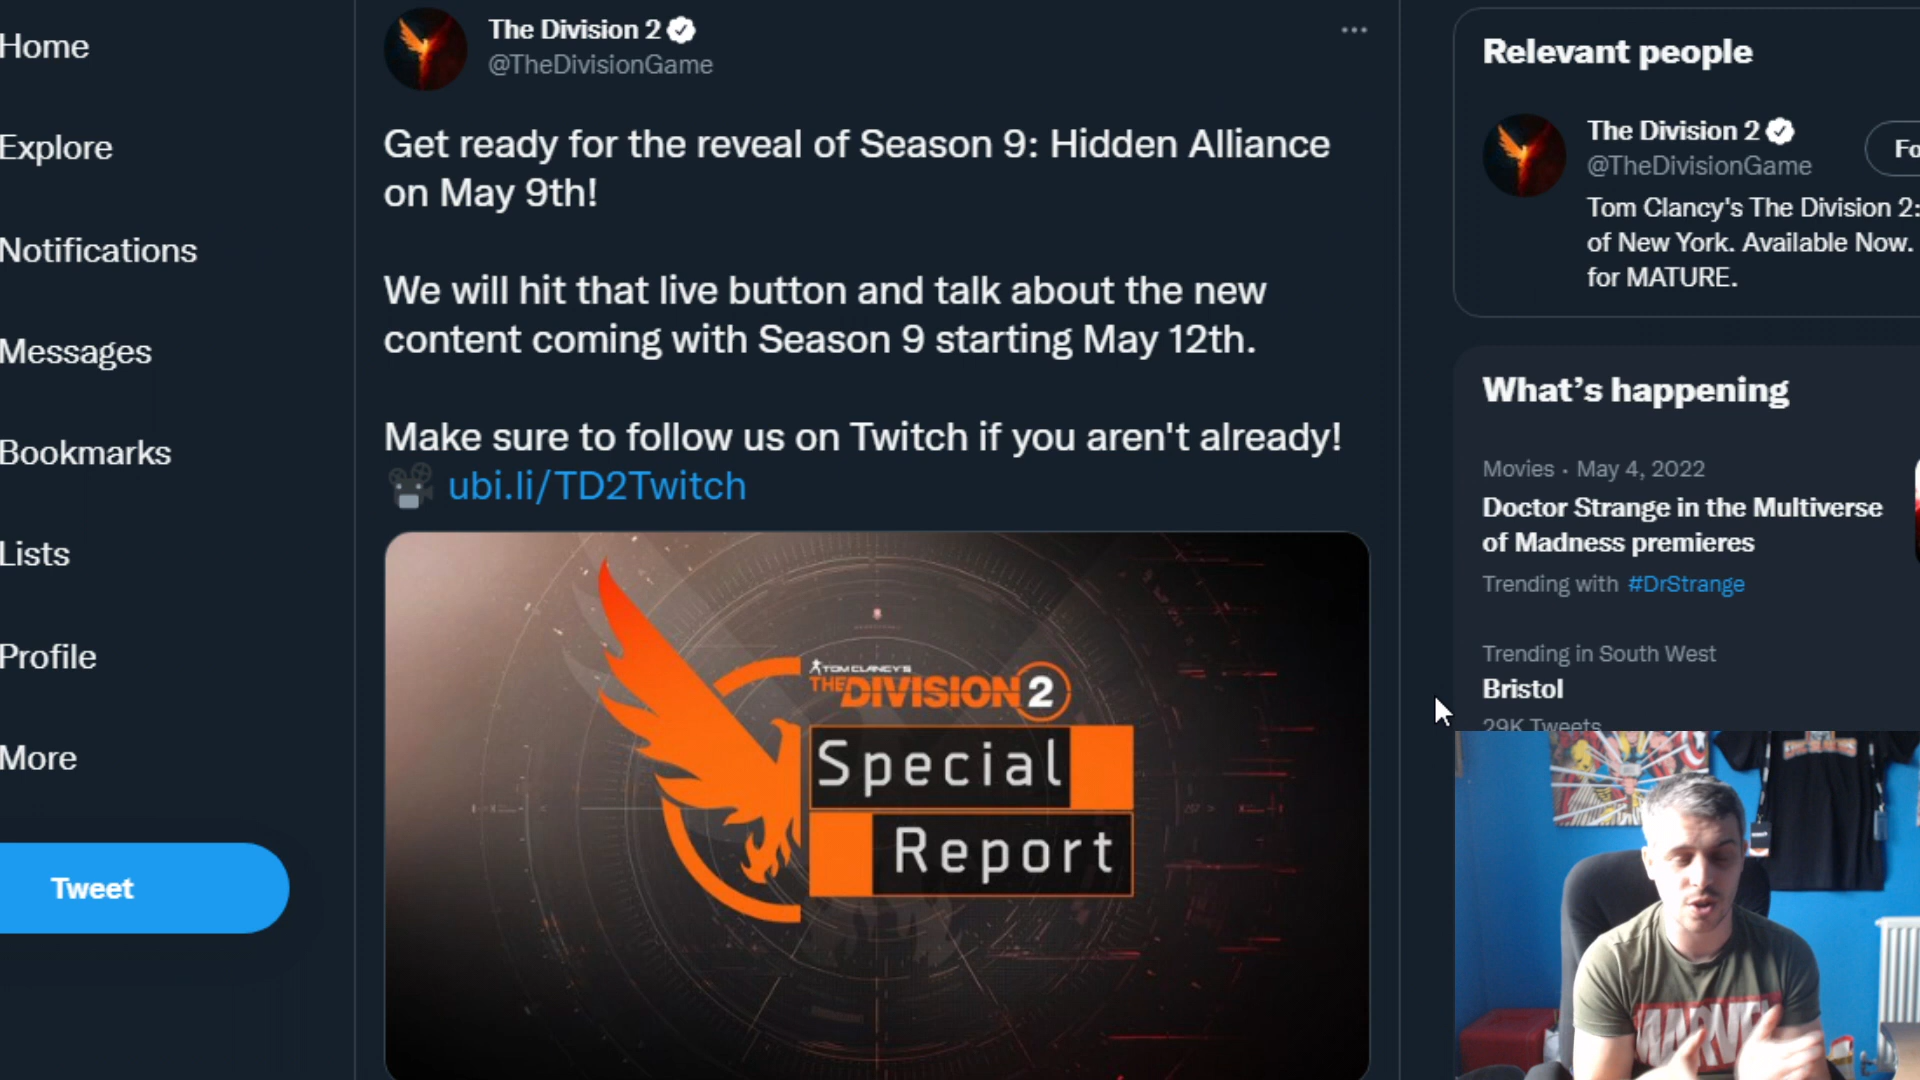 Home
Explore
Notifications
Messages
Bookmarks
Lists
Profile
More
Tweet
The Division 2
@TheDivisionGame
Get ready for the reveal of Season 9: Hidden Alliance
on May 9th!
We will hit that live button and talk about the new
content coming with Season 9 starting May 12th.
Make sure to follow us on Twitch if you aren't already!
ubi.li/TD2Twitch
TOM CLANCY'S
THE DIVISION 2
Special
Report
Relevant people
The Division 2
@TheDivisionGame
Fo
Tom Clancy's The Division 2:
of New York. Available Now.
for MATURE.
What's happening
Movies · May 4, 2022
Doctor Strange in the Multiverse
of Madness premieres
Trending with #DrStrange
Trending in South West
Bristol
29K Tweets
MARVEL